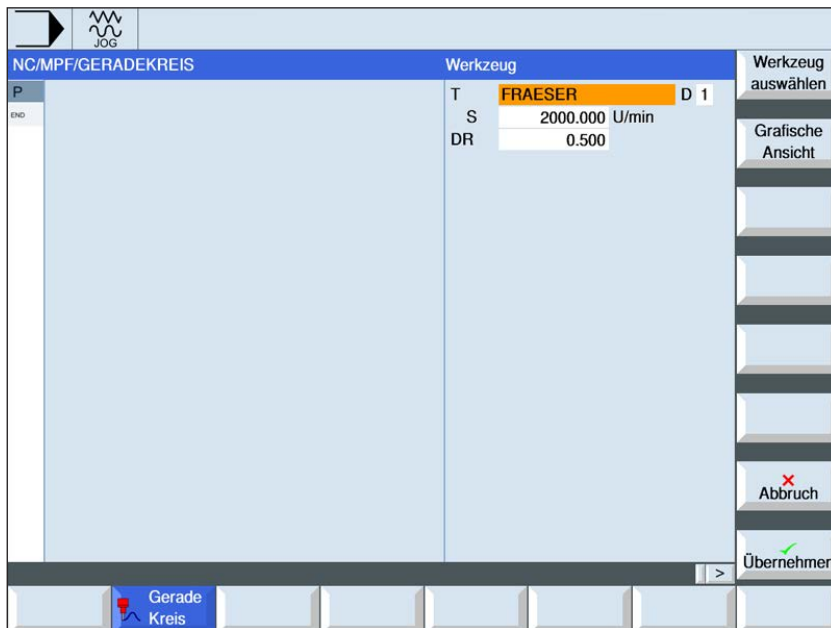 JOG
NC/MPF/GERADEKREIS
Werkzeug
P
END
T FRAESER D 1
S 2000.000 U/min
DR 0.500
Werkzeug
auswählen
Grafische
Ansicht
Abbruch
Übernehmen
>
Gerade
Kreis